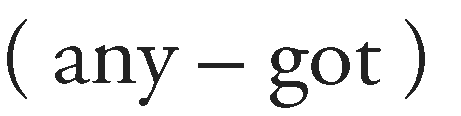 ( any – got )